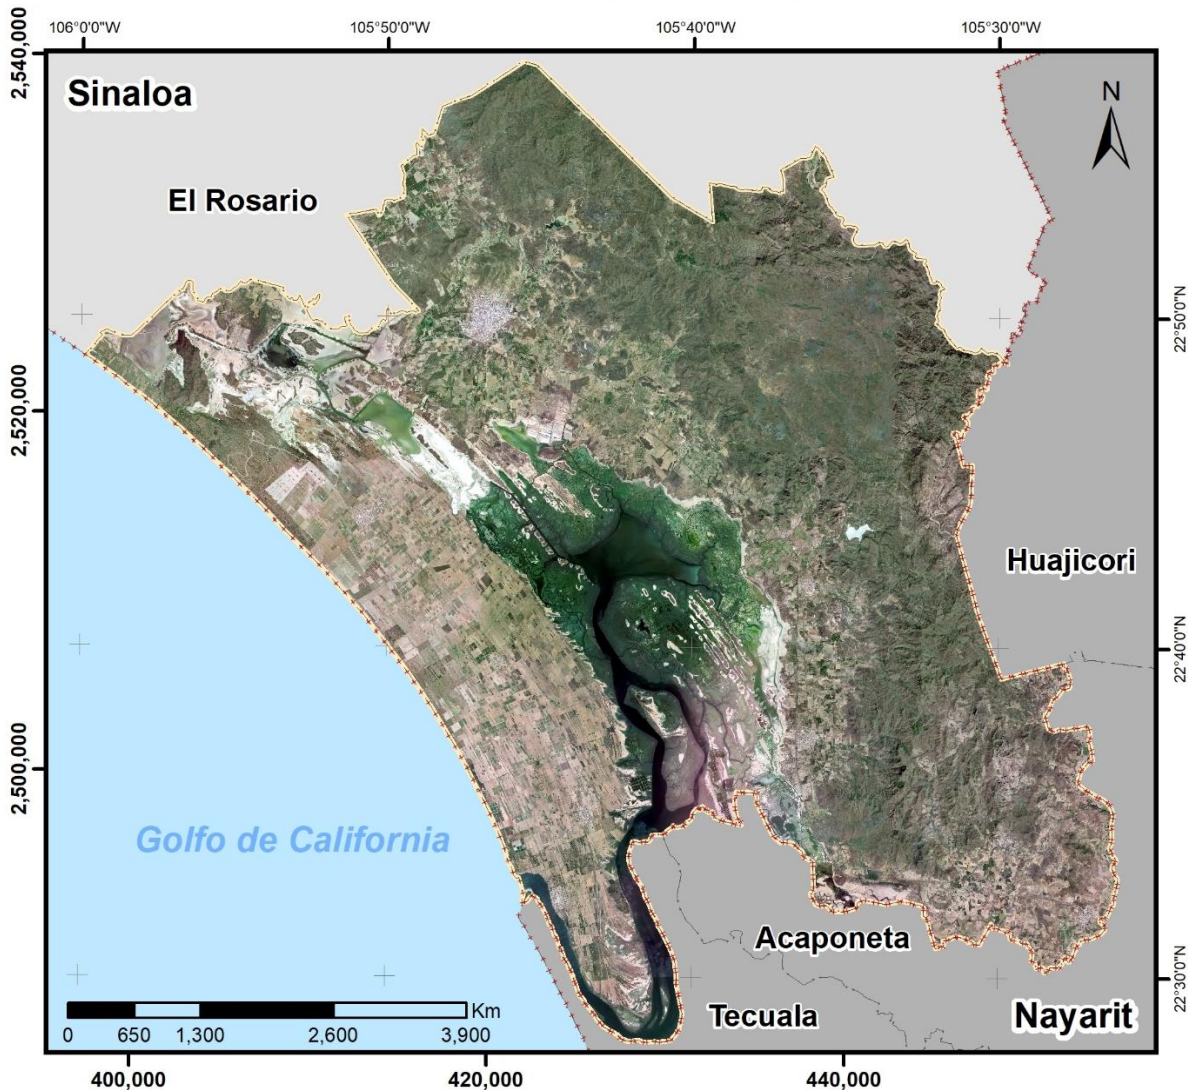 106°0'0"W
105°50'0"W
105°40'0"W
105°30'0"W
2,540,000
Sinaloa
N
El Rosario
22°50'0"N
2,520,000
Huajicori
22°40'0"N
2,500,000
Golfo de California
Acaponeta
22°30'0"N
Km
Tecuala
Nayarit
0 650 1,300 2,600 3,900
400,000
420,000
440,000